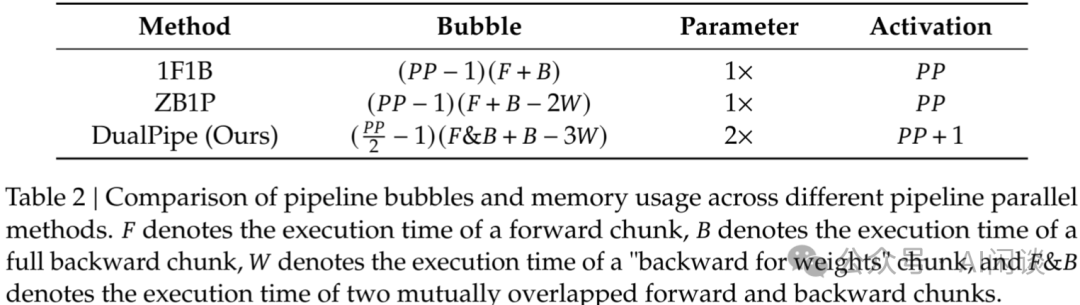 Method Bubble Parameter Activation
1F1B (PP − 1)(F + B) 1× PP
ZB1P (PP − 1)(F + B − 2W) 1× PP
DualPipe (Ours) (PP/2 − 1)(F&B + B − 3W) 2× PP + 1
Table 2 | Comparison of pipeline bubbles and memory usage across different pipeline parallel
methods. F denotes the execution time of a forward chunk, B denotes the execution time of a
full backward chunk, W denotes the execution time of a "backward for weights" chunk, and F&B
denotes the execution time of two mutually overlapped forward and backward chunks.
公众号 · AI闲谈